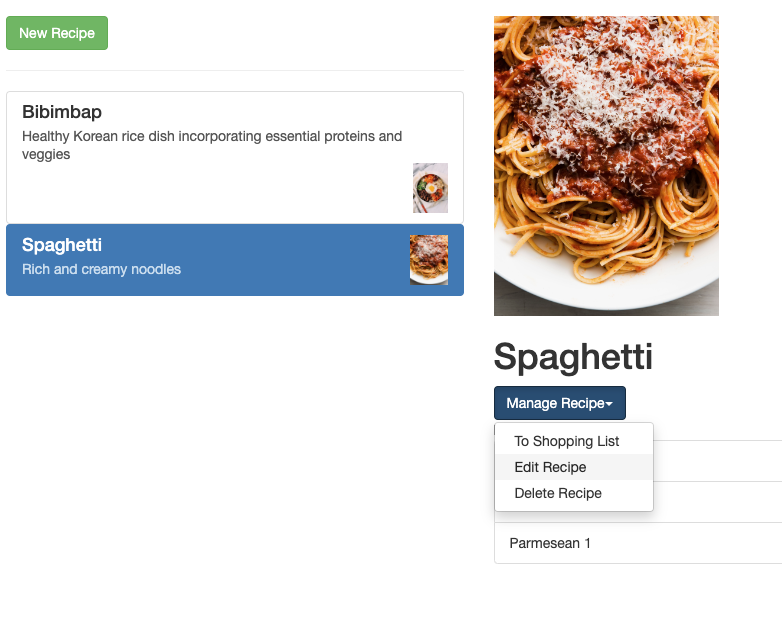 New Recipe
Bibimbap
Healthy Korean rice dish incorporating essential proteins and
veggies
Spaghetti
Rich and creamy noodles
Spaghetti
Manage Recipe
To Shopping List
Edit Recipe
Delete Recipe
Parmesean 1